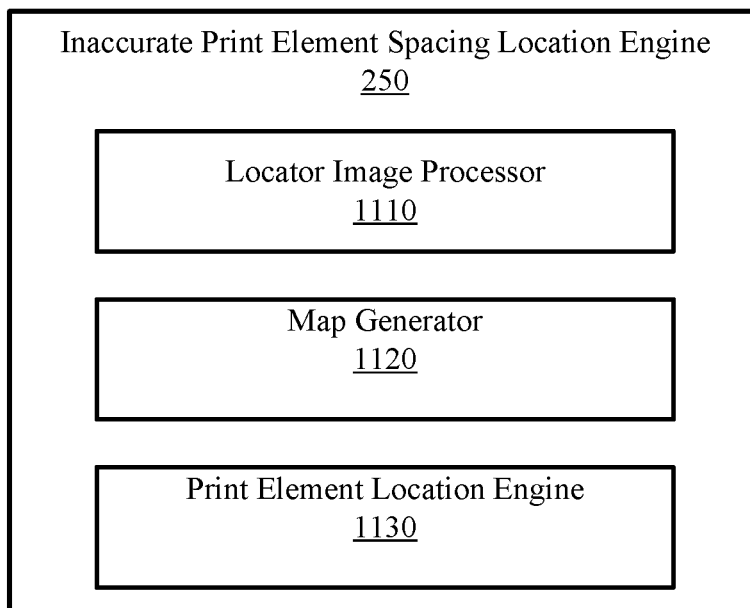 Inaccurate Print Element Spacing Location Engine
250
Locator Image Processor
1110
Map Generator
1120
Print Element Location Engine
1130